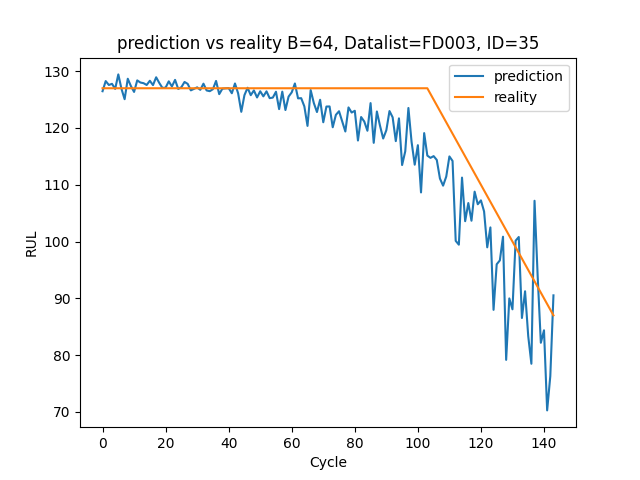 prediction vs reality B=64, Datalist=FD003, ID=35
prediction
reality
RUL
130
120
110
100
90
80
70
0 20 40 60 80 100 120 140
Cycle